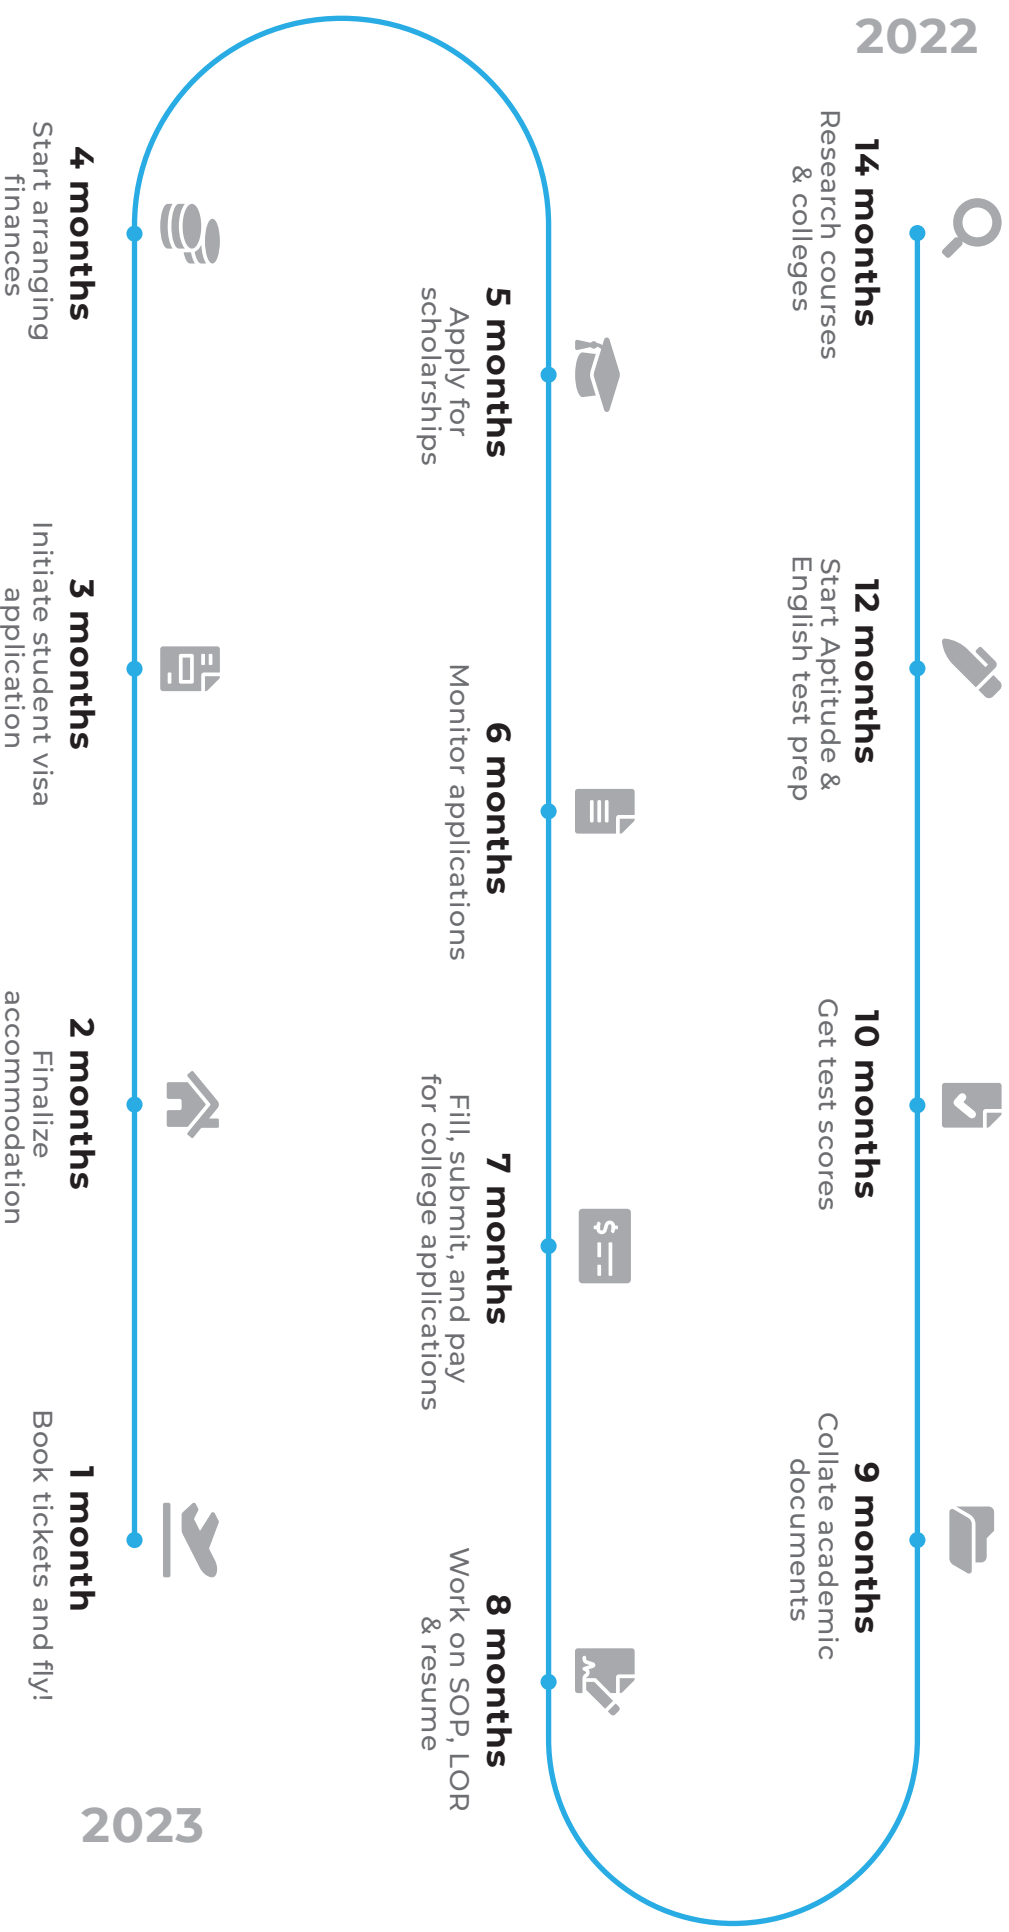 2022
14 months
Research courses
& colleges
12 months
Start Aptitude &
English test prep
10 months
Get test scores
9 months
Collate academic
documents
8 months
Work on SOP, LOR
& resume
7 months
Fill, submit, and pay
for college applications
$
6 months
Monitor applications
5 months
Apply for
scholarships
4 months
Start arranging
finances
3 months
Initiate student visa
application
2 months
Finalize
accommodation
1 month
Book tickets and fly!
2023